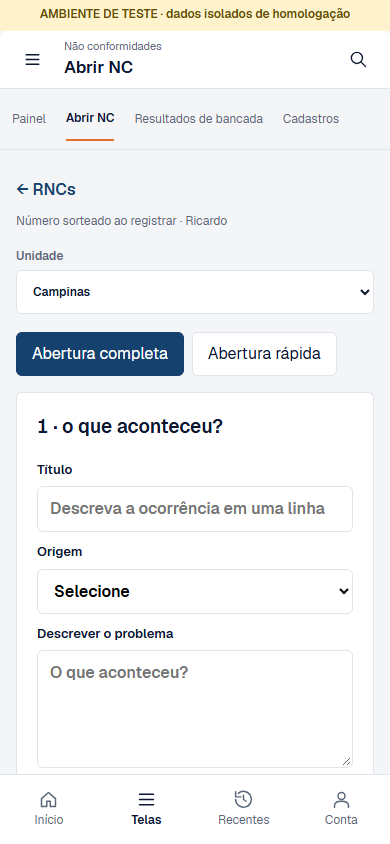 AMBIENTE DE TESTE · dados isolados de homologação
Não conformidades
Abrir NC
Painel
Abrir NC
Resultados de bancada
Cadastros
← RNCs
Número sorteado ao registrar · Ricardo
Unidade
Campinas
Abertura completa
Abertura rápida
1 · o que aconteceu?
Título
Descreva a ocorrência em uma linha
Origem
Selecione
Descrever o problema
O que aconteceu?
Início
Telas
Recentes
Conta